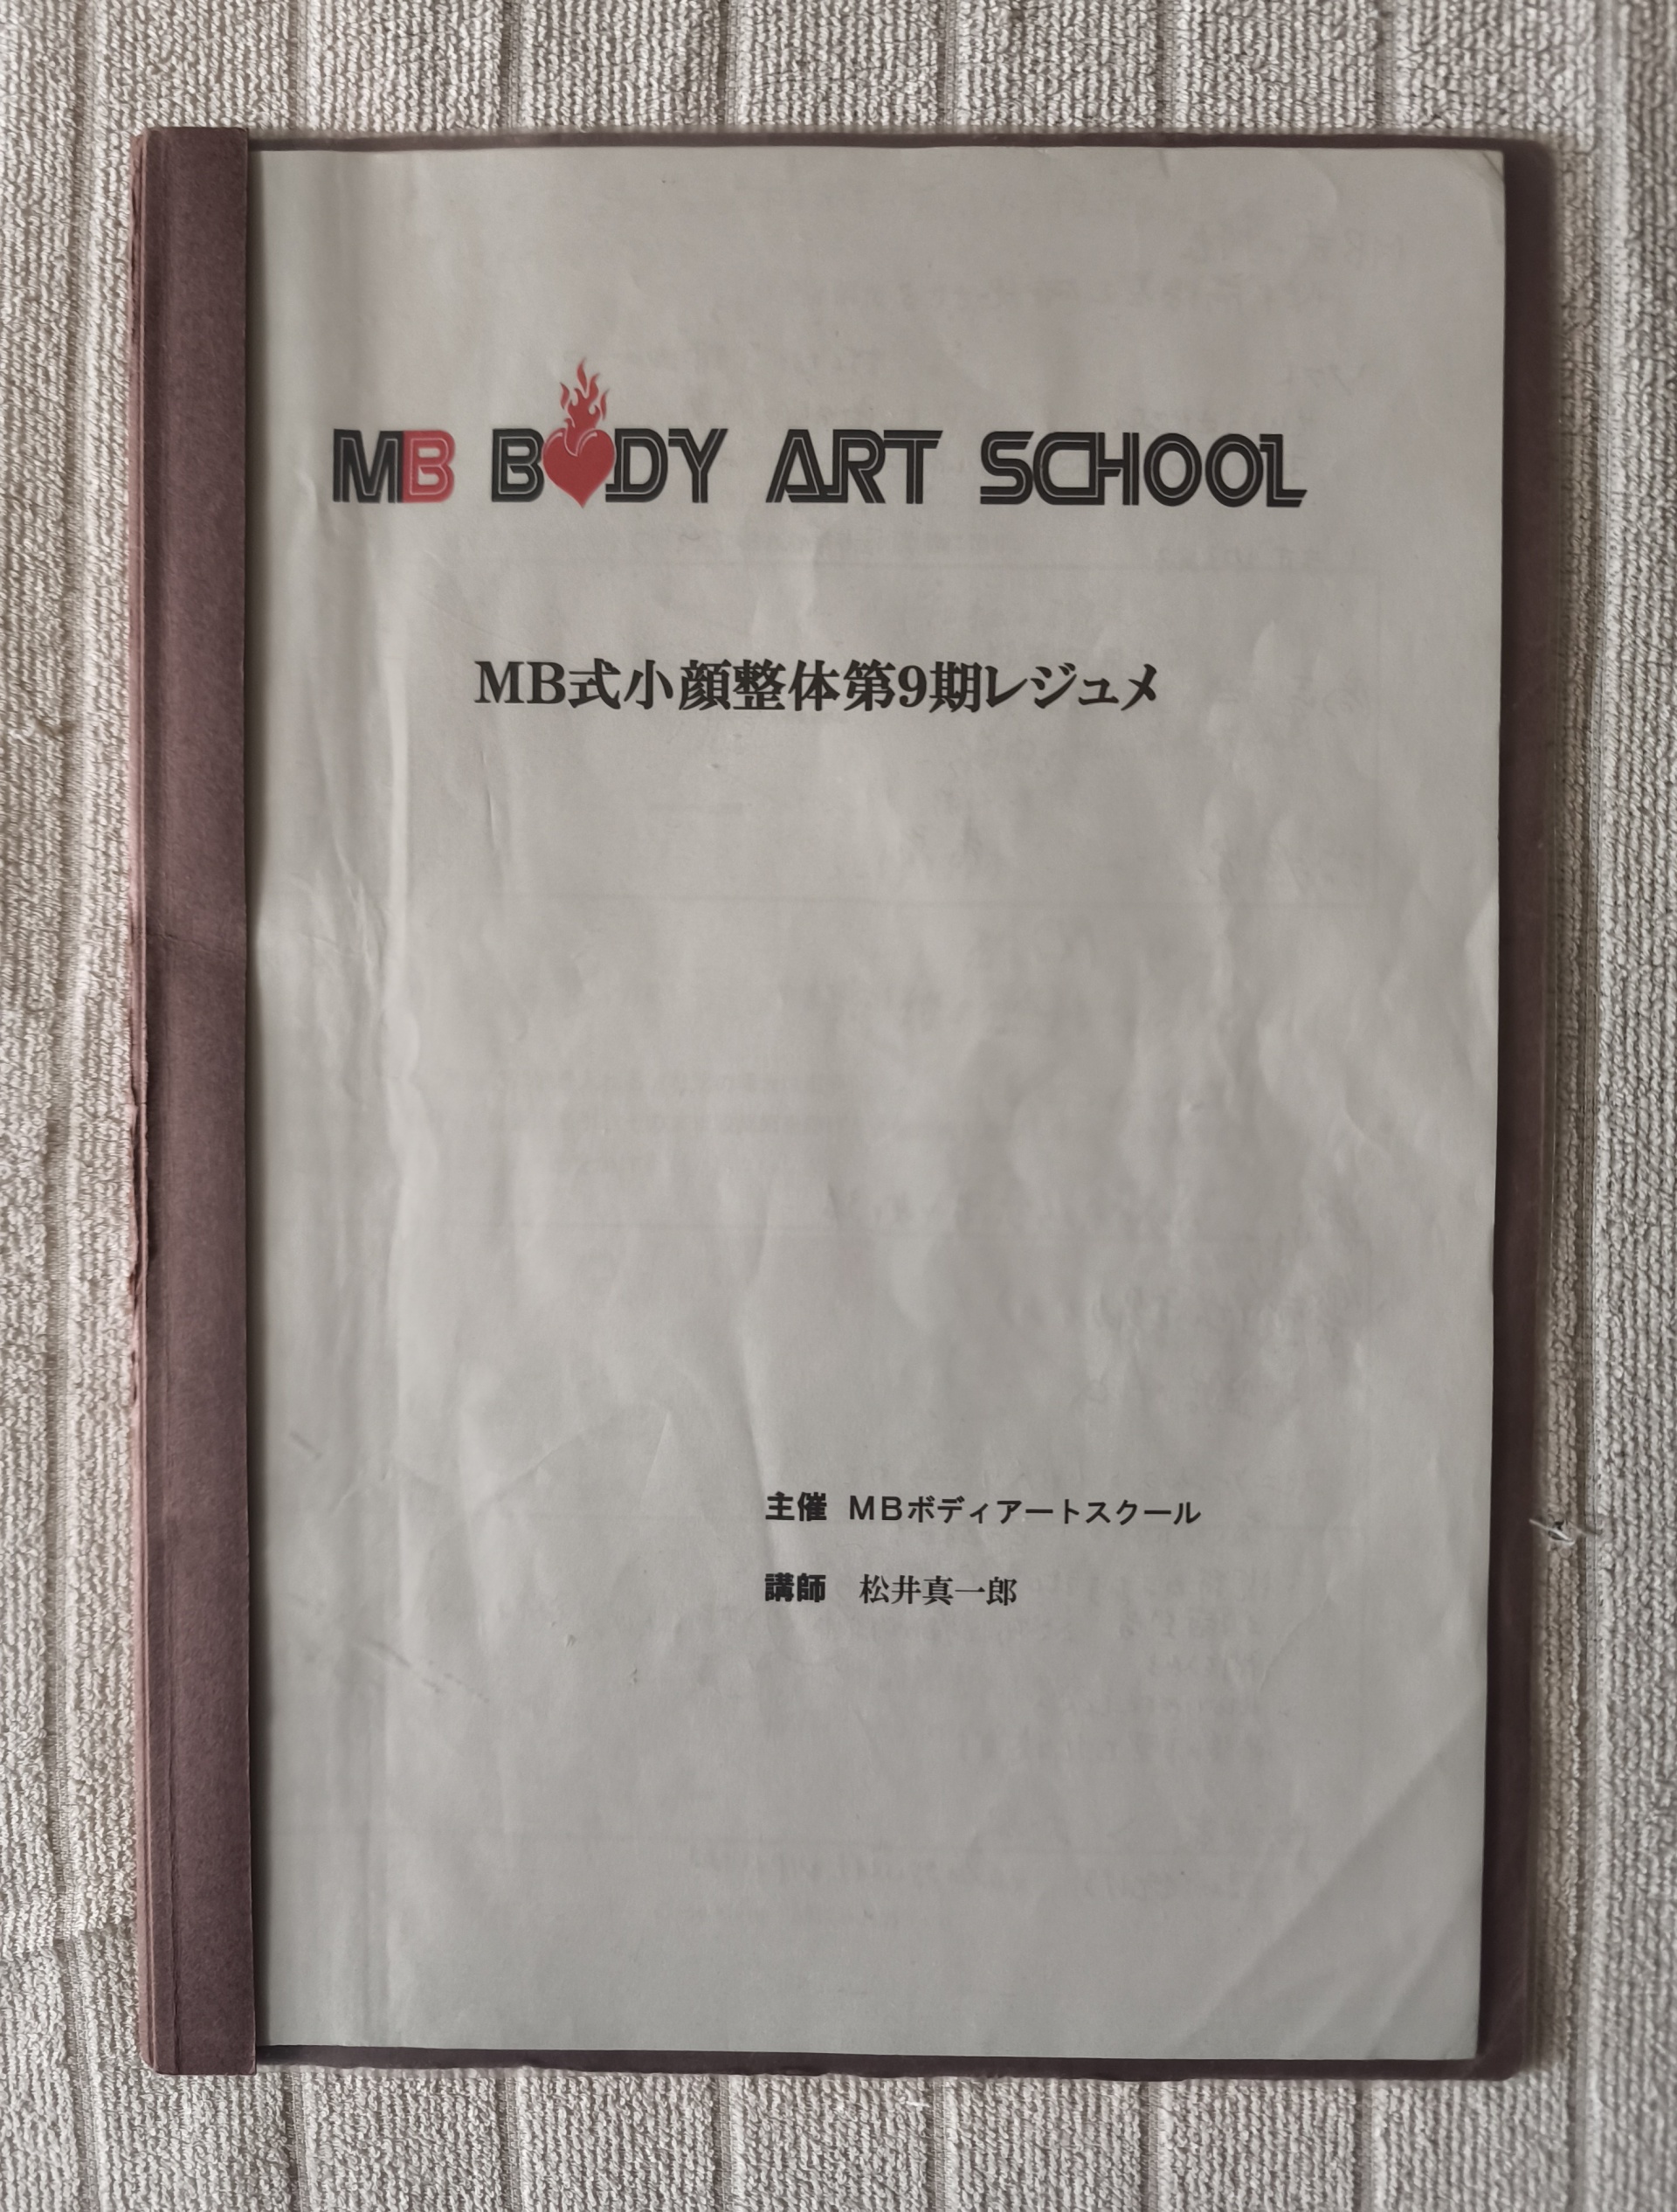 MB BODY ART SCHOOL
MB式小顔整体第9期レジュメ
主催 MBボディアートスクール
講師 松井真一郎